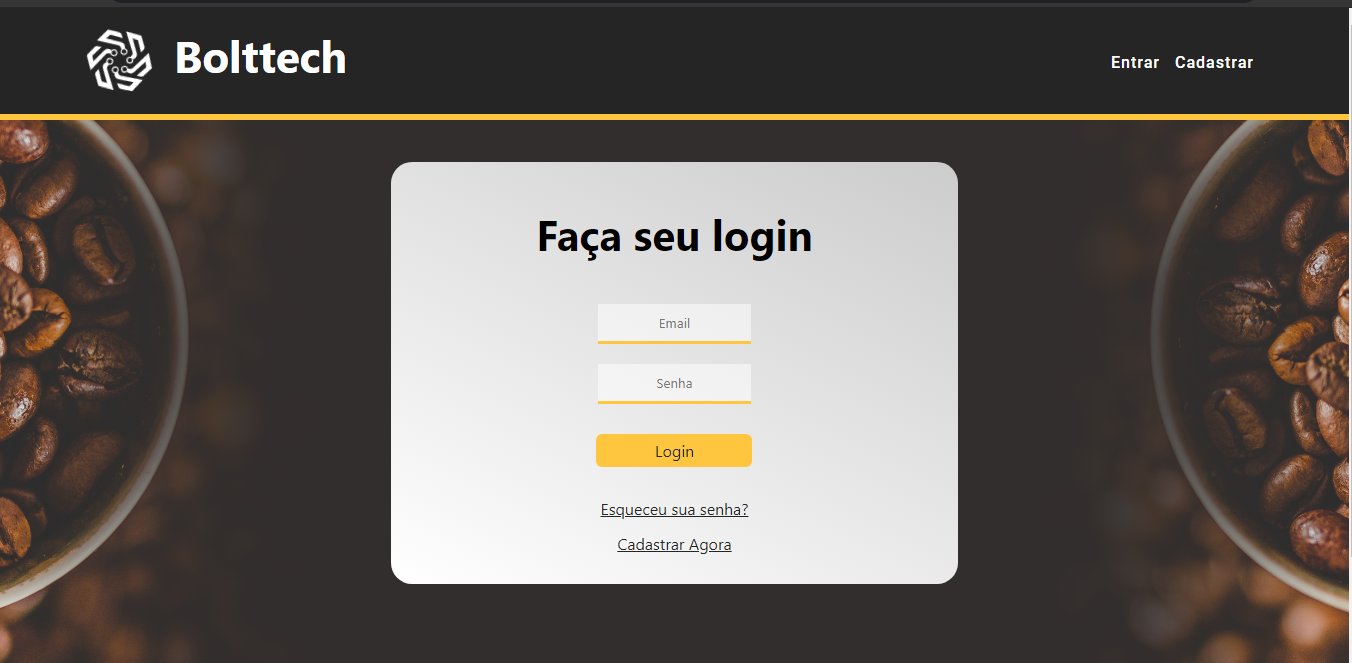 Bolttech
Entrar Cadastrar
Faça seu login
Email
Senha
Login
Esqueceu sua senha?
Cadastrar Agora